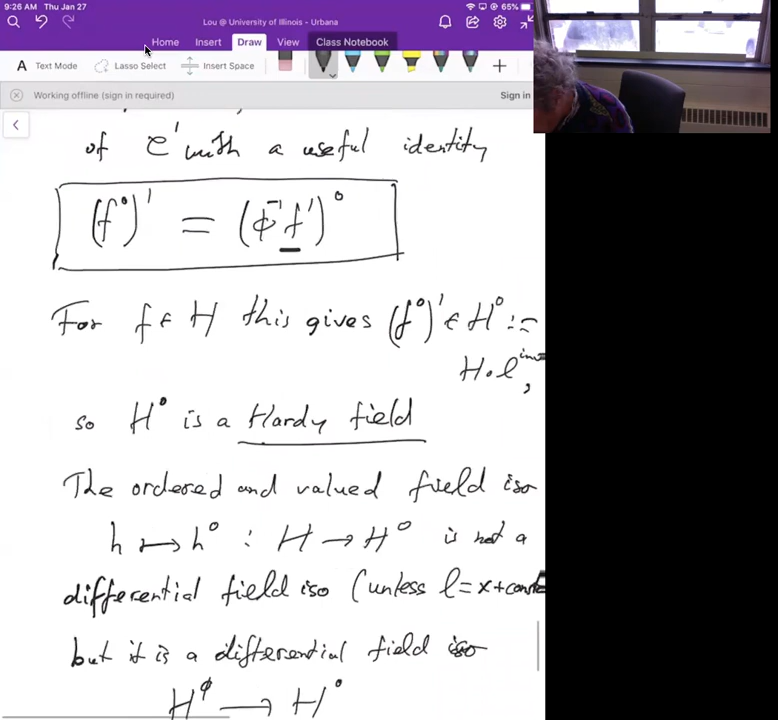 9:26 AM Thu Jan 27
65%
Lou @ University of Illinois - Urbana
Home Insert Draw View Class Notebook
A Text Mode Lasso Select Insert Space
Working offline (sign in required) Sign in
of C' with a useful identity
(f°)' = (ϕ⁻¹f')°
For f ∈ H this gives (f°)' ∈ H° :=
H∘ℓ^inv,
so H° is a Hardy field
The ordered and valued field iso
h ⟼ h° : H → H° is not a
differential field iso (unless ℓ=x+const
but it is a differential field iso
H^ϕ → H°